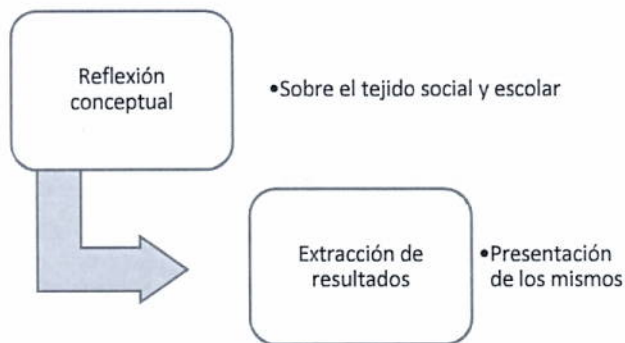 Reflexión
conceptual
•Sobre el tejido social y escolar
Extracción de
resultados
•Presentación
de los mismos